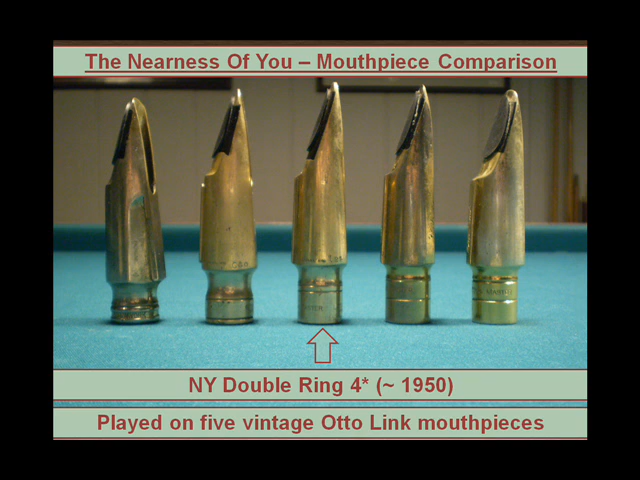 The Nearness Of You – Mouthpiece Comparison
NY Double Ring 4* (~ 1950)
Played on five vintage Otto Link mouthpieces